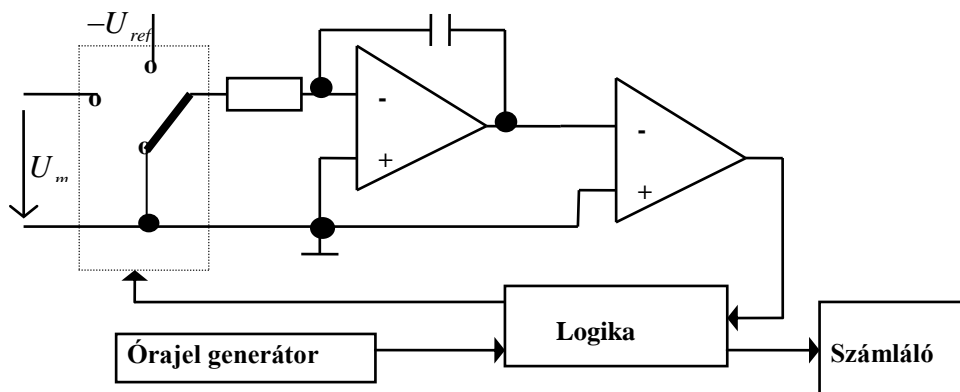 −U_ref
-
+
U_m
-
+
Logika
Órajel generátor
Számláló